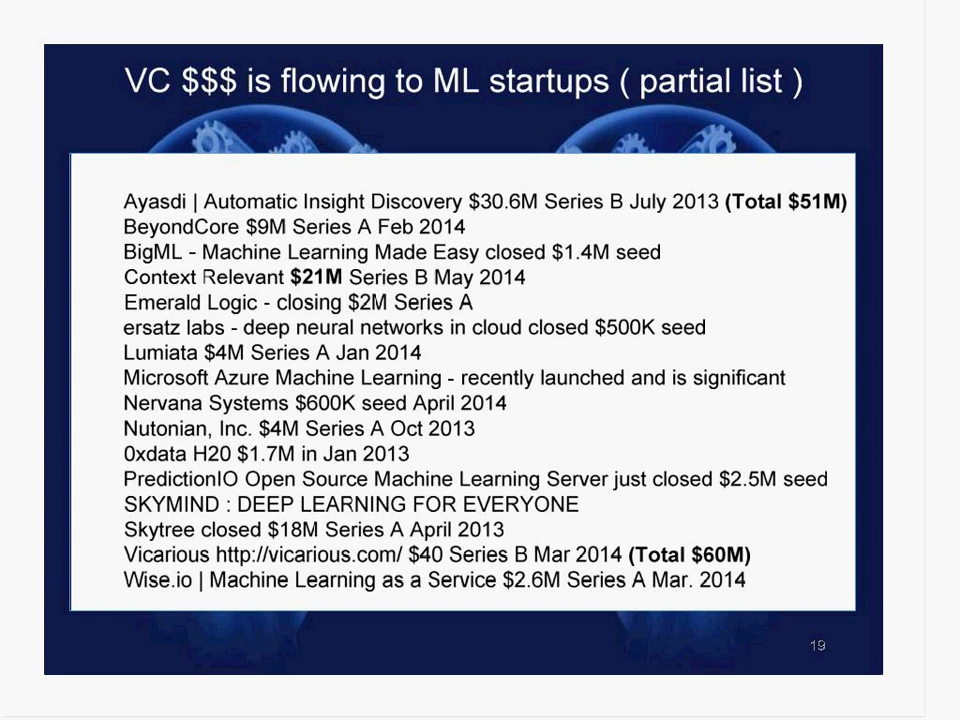 VC $$$ is flowing to ML startups ( partial list )
Ayasdi | Automatic Insight Discovery $30.6M Series B July 2013 (Total $51M)
BeyondCore $9M Series A Feb 2014
BigML - Machine Learning Made Easy closed $1.4M seed
Context Relevant $21M Series B May 2014
Emerald Logic - closing $2M Series A
ersatz labs - deep neural networks in cloud closed $500K seed
Lumiata $4M Series A Jan 2014
Microsoft Azure Machine Learning - recently launched and is significant
Nervana Systems $600K seed April 2014
Nutonian, Inc. $4M Series A Oct 2013
0xdata H20 $1.7M in Jan 2013
PredictionIO Open Source Machine Learning Server just closed $2.5M seed
SKYMIND : DEEP LEARNING FOR EVERYONE
Skytree closed $18M Series A April 2013
Vicarious http://vicarious.com/ $40 Series B Mar 2014 (Total $60M)
Wise.io | Machine Learning as a Service $2.6M Series A Mar. 2014
19